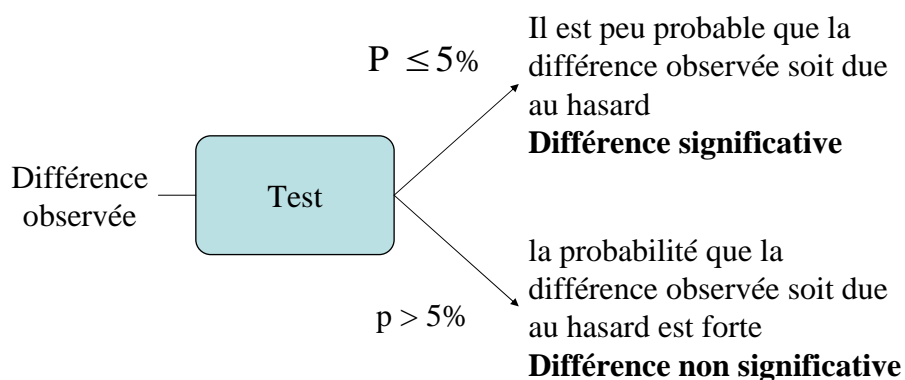 P ≤ 5%
Il est peu probable que la
différence observée soit due
au hasard
Différence significative
Différence
observée
Test
p > 5%
la probabilité que la
différence observée soit due
au hasard est forte
Différence non significative